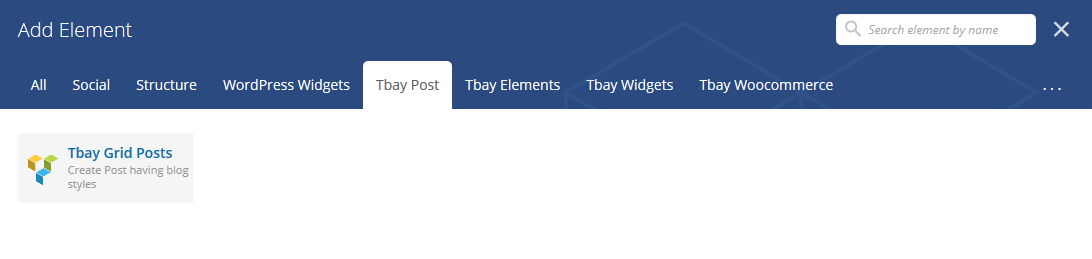 Add Element
Search element by name
All Social Structure WordPress Widgets Tbay Post Tbay Elements Tbay Widgets Tbay Woocommerce ...
Tbay Grid Posts
Create Post having blog
styles